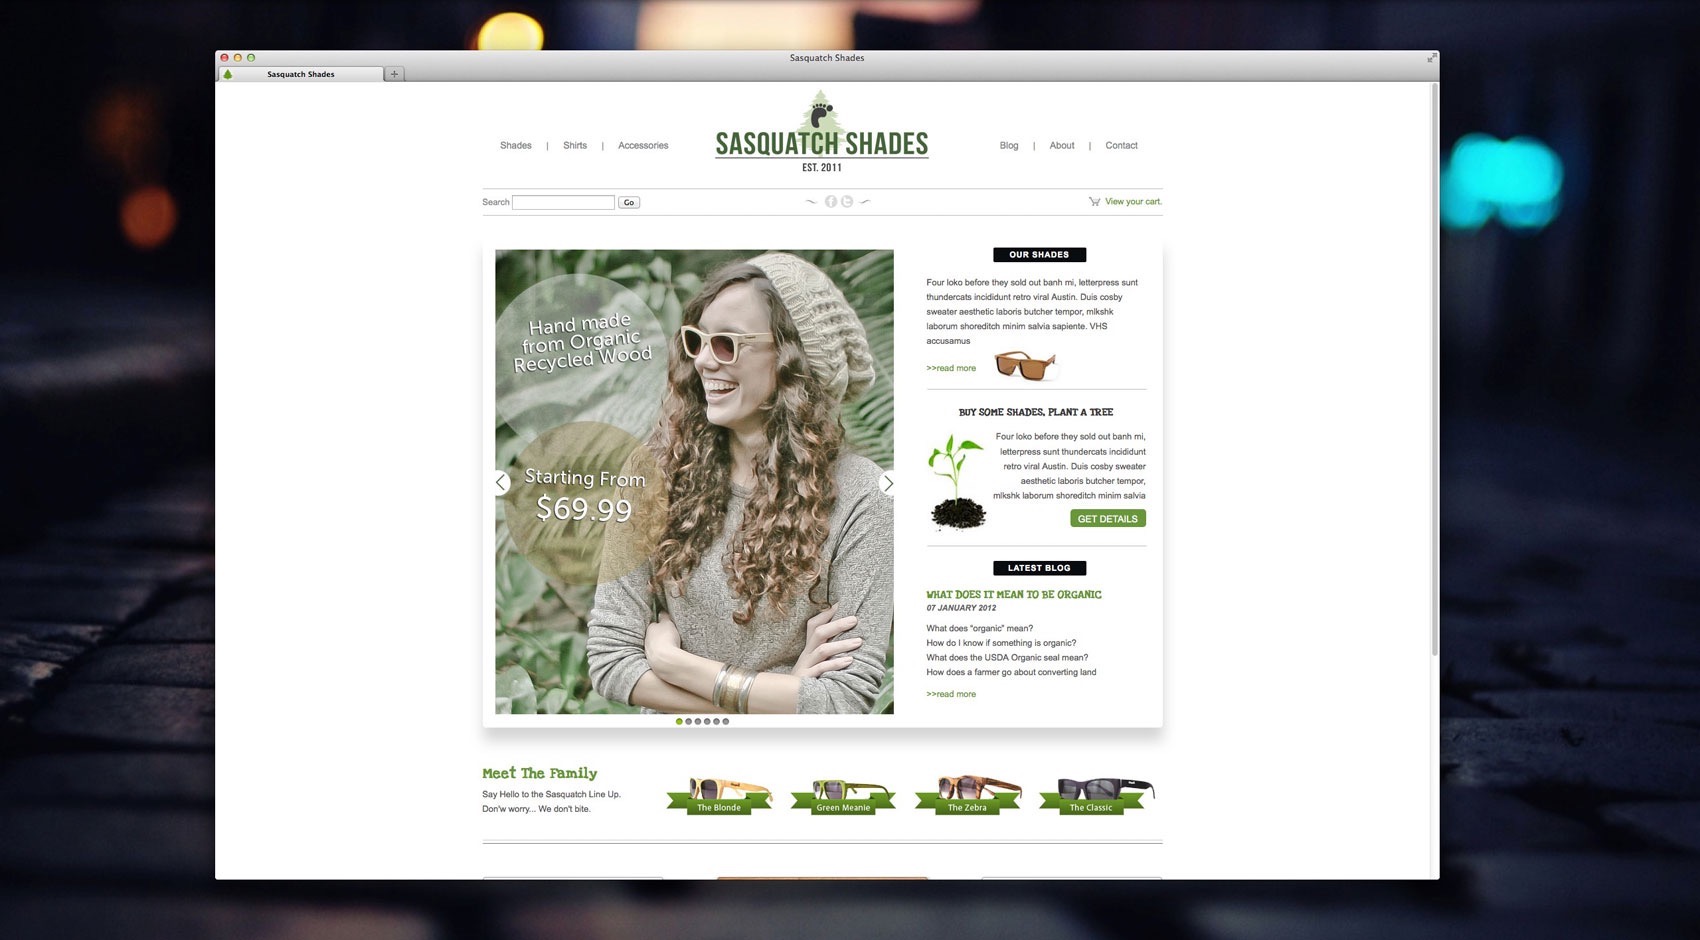 Sasquatch Shades
Sasquatch Shades
Shades | Shirts | Accessories
SASQUATCH SHADES
EST. 2011
Blog | About | Contact
Search
Go
View your cart.
Hand made
from Organic
Recycled Wood
Starting From
$69.99
OUR SHADES
Four loko before they sold out banh mi, letterpress sunt
thundercats incididunt retro viral Austin. Duis cosby
sweater aesthetic laboris butcher tempor, mlkshk
laborum shoreditch minim salvia sapiente. VHS
accusamus
>>read more
BUY SOME SHADES, PLANT A TREE
Four loko before they sold out banh mi,
letterpress sunt thundercats incididunt
retro viral Austin. Duis cosby sweater
aesthetic laboris butcher tempor,
mlkshk laborum shoreditch minim salvia
GET DETAILS
LATEST BLOG
WHAT DOES IT MEAN TO BE ORGANIC
07 JANUARY 2012
What does "organic" mean?
How do I know if something is organic?
What does the USDA Organic seal mean?
How does a farmer go about converting land
>>read more
Meet The Family
Say Hello to the Sasquatch Line Up.
Don'w worry... We don't bite.
The Blonde
Green Meanie
The Zebra
The Classic